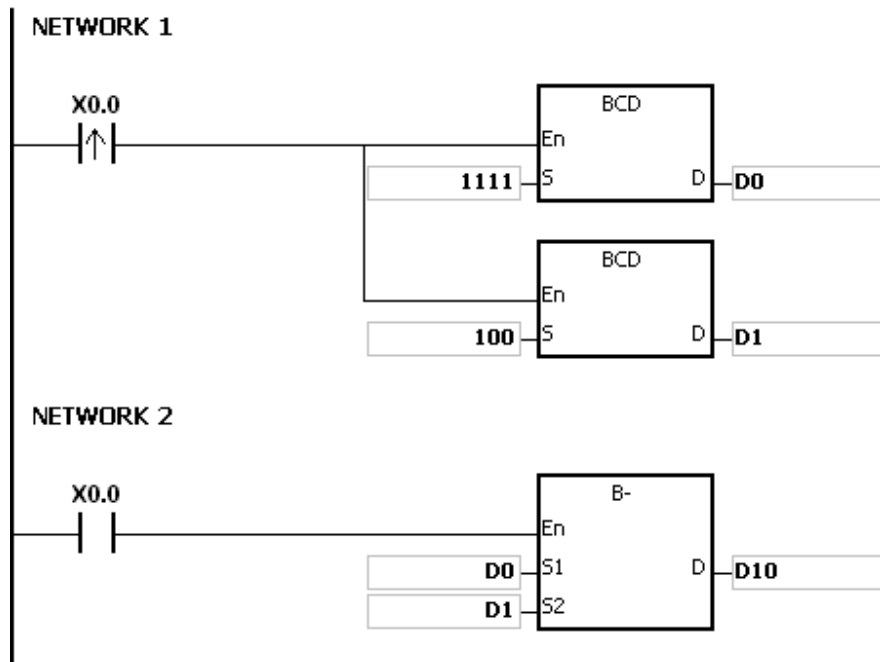 NETWORK 1
X0.0
BCD
En
1111 S D D0
BCD
En
100 S D D1
NETWORK 2
X0.0
B-
En
D0 S1 D D10
D1 S2